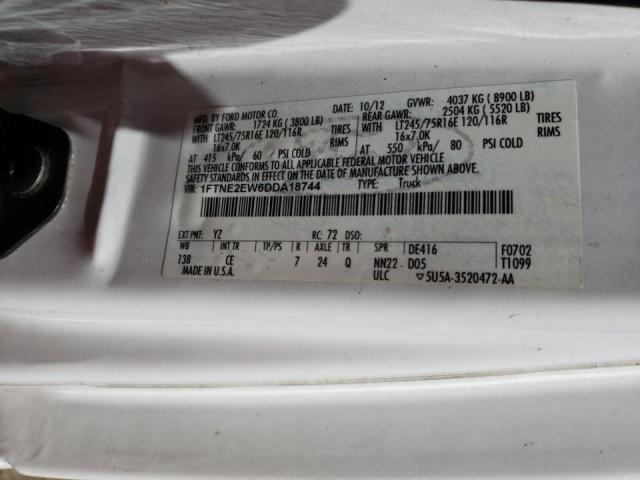 MFD. BY FORD MOTOR CO. DATE: 10/12 GVWR: 4037 KG ( 8900 LB)
FRONT GAWR: 1724 KG ( 3800 LB) REAR GAWR: 2504 KG ( 5520 LB)
WITH LT245/75R16E 120/116R TIRES WITH LT245/75R16E 120/116R TIRES
16x7.0K RIMS 16x7.0K RIMS
AT 415 kPa/ 60 PSI COLD AT 550 kPa/ 80 PSI COLD
THIS VEHICLE CONFORMS TO ALL APPLICABLE FEDERAL MOTOR VEHICLE
SAFETY STANDARDS IN EFFECT ON THE DATE OF MANUFACTURE SHOWN ABOVE.
VIN: 1FTNE2EW6DDA18744 TYPE: Truck
EXT PNT: YZ RC: 72 DSO:
WB INT TR TP/PS R AXLE TR SPR DE416 F0702
138 CE 7 24 Q NN22 D05 T1099
MADE IN U.S.A. ULC ▽5U5A-3520472-AA